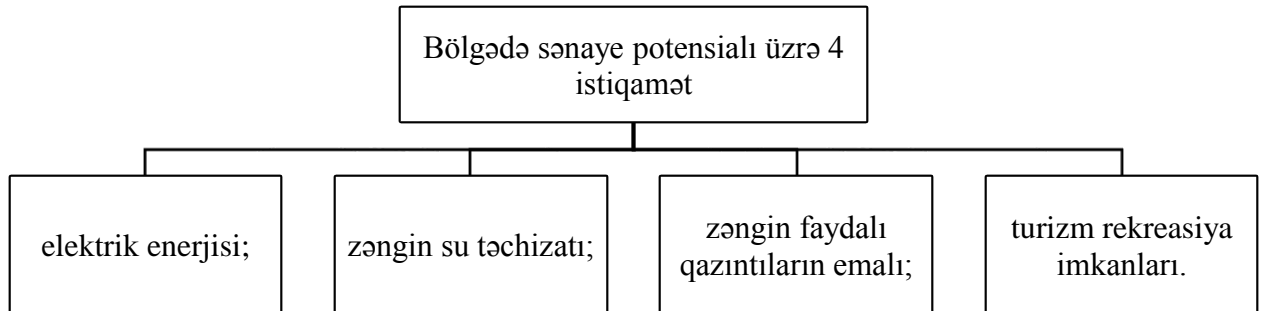 Bölgədə sənaye potensialı üzrə 4
istiqamət
elektrik enerjisi;
zəngin su təchizatı;
zəngin faydalı
qazıntıların emalı;
turizm rekreasiya
imkanları.